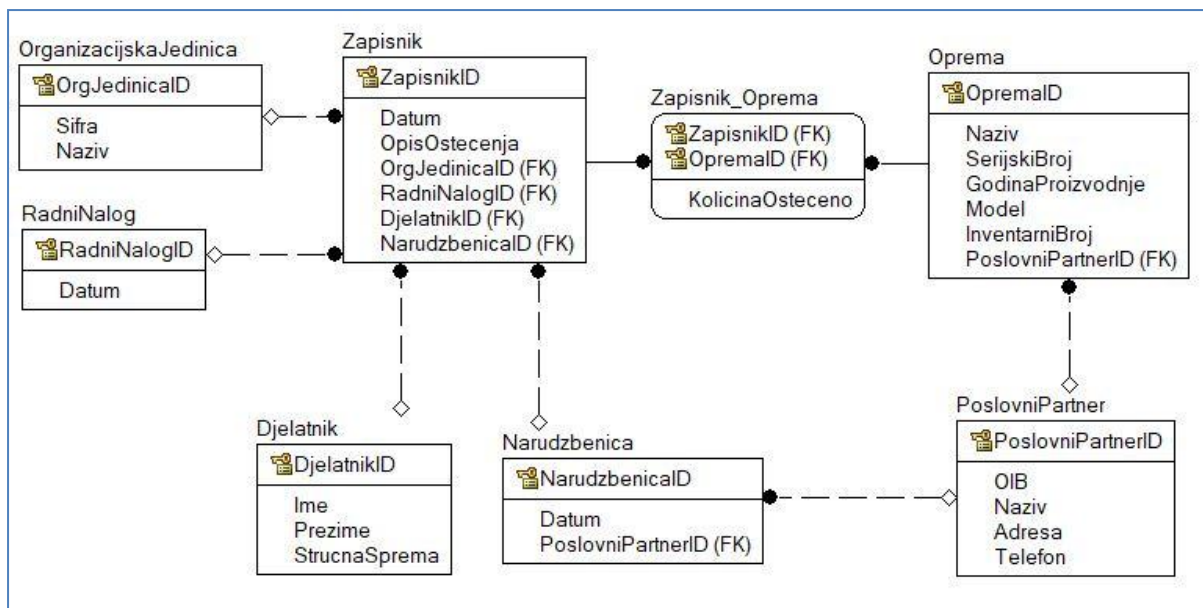 OrganizacijskaJedinica
OrgJedinicaID
Sifra
Naziv
RadniNalog
RadniNalogID
Datum
Zapisnik
ZapisnikID
Datum
OpisOstecenja
OrgJedinicaID (FK)
RadniNalogID (FK)
DjelatnikID (FK)
NarudzbenicaID (FK)
Zapisnik_Oprema
ZapisnikID (FK)
OpremaID (FK)
KolicinaOsteceno
Oprema
OpremaID
Naziv
SerijskiBroj
GodinaProizvodnje
Model
InventarniBroj
PoslovniPartnerID (FK)
Djelatnik
DjelatnikID
Ime
Prezime
StrucnaSprema
Narudzbenica
NarudzbenicaID
Datum
PoslovniPartnerID (FK)
PoslovniPartner
PoslovniPartnerID
OIB
Naziv
Adresa
Telefon